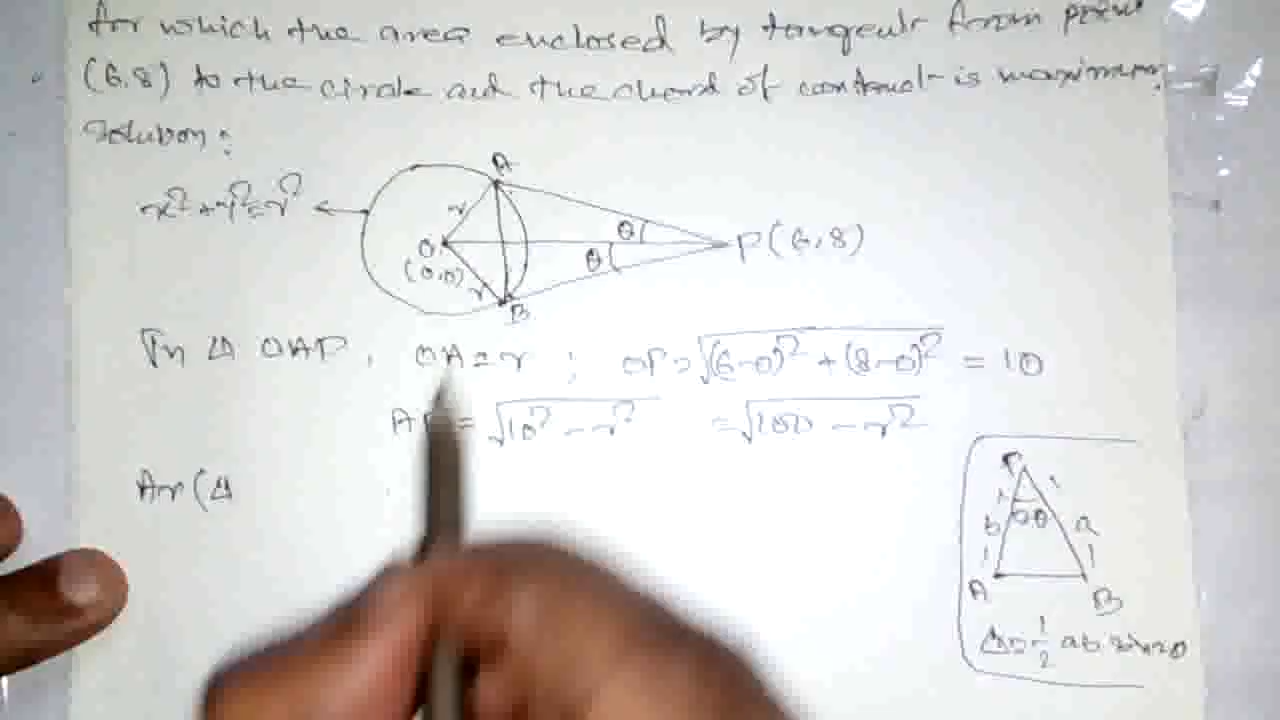 for which the area enclosed by tangents from point
(6,8) to the circle and the chord of contact is maximum.
Solution:
A
x² + y² = r²
r
θ
O
P(6,8)
θ
(0,0)
r
B
In Δ OAP, OA = r ; OP = √(6-0)² + (8-0)² = 10
= √10² - r² = √100 - r²
P
Ar(Δ
2θ
b
a
A
B
Δ = 1/2 ab sin2θ